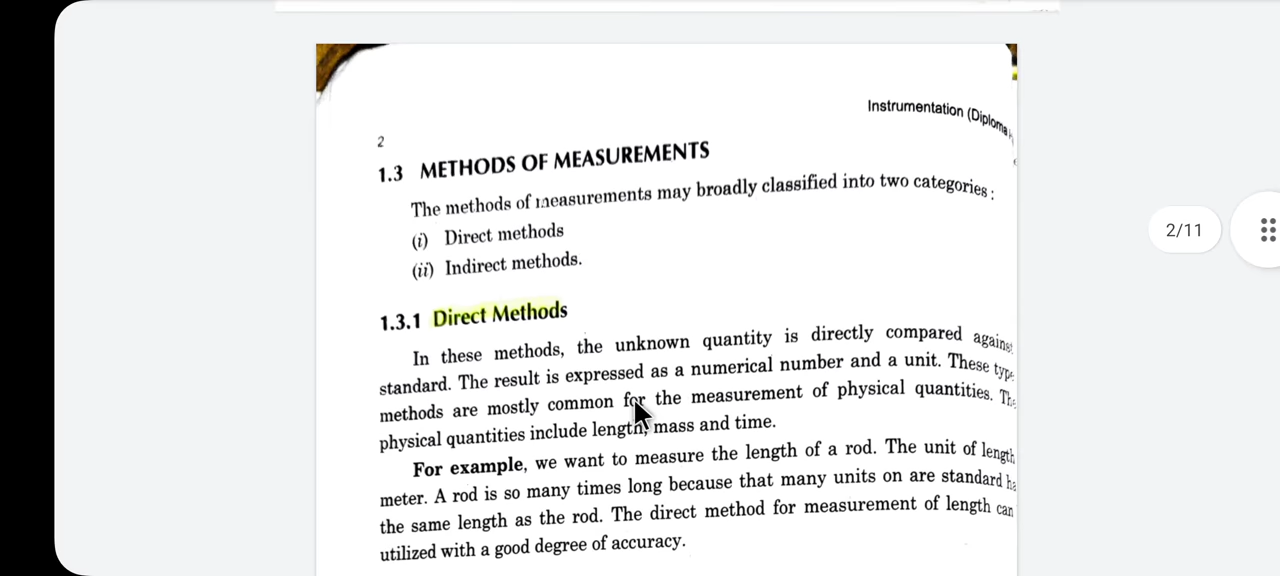 Instrumentation (Diploma
2
1.3 METHODS OF MEASUREMENTS
The methods of measurements may broadly classified into two categories :
(i) Direct methods
(ii) Indirect methods.
2/11
1.3.1 Direct Methods
In these methods, the unknown quantity is directly compared against
standard. The result is expressed as a numerical number and a unit. These type
methods are mostly common for the measurement of physical quantities. The
physical quantities include length, mass and time.
For example, we want to measure the length of a rod. The unit of length
meter. A rod is so many times long because that many units on are standard ha
the same length as the rod. The direct method for measurement of length can
utilized with a good degree of accuracy.